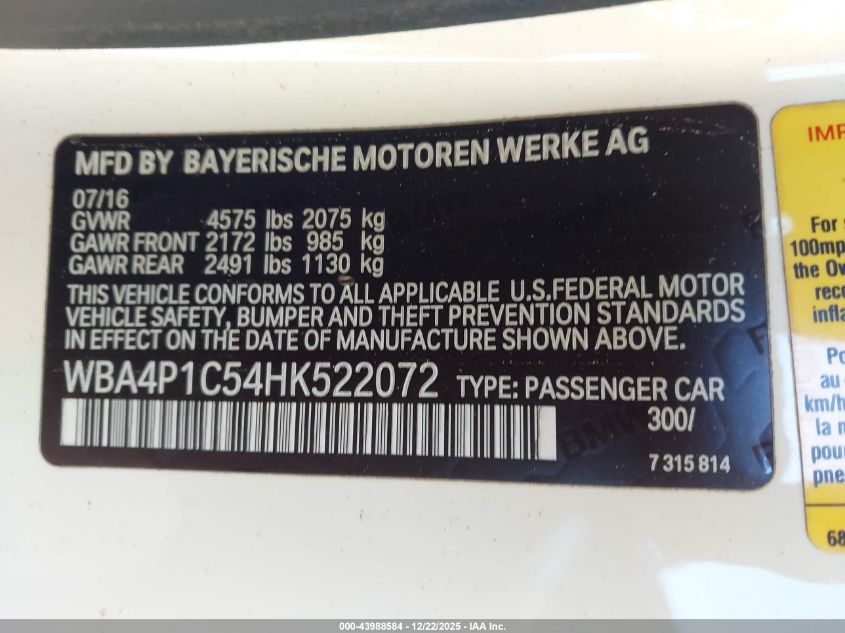 MFD BY BAYERISCHE MOTOREN WERKE AG
07/16
GVWR 4575 lbs 2075 kg
GAWR FRONT 2172 lbs 985 kg
GAWR REAR 2491 lbs 1130 kg
THIS VEHICLE CONFORMS TO ALL APPLICABLE U.S.FEDERAL MOTOR
VEHICLE SAFETY, BUMPER AND THEFT PREVENTION STANDARDS
IN EFFECT ON THE DATE OF MANUFACTURE SHOWN ABOVE.
WBA4P1C54HK522072 TYPE: PASSENGER CAR
300/
7 315 814
IMP
For
100mp
the Ov
reco
infla
Po
au
km/h
la n
pour
pne
68
000-43988584 - 12/22/2025 - IAA Inc.